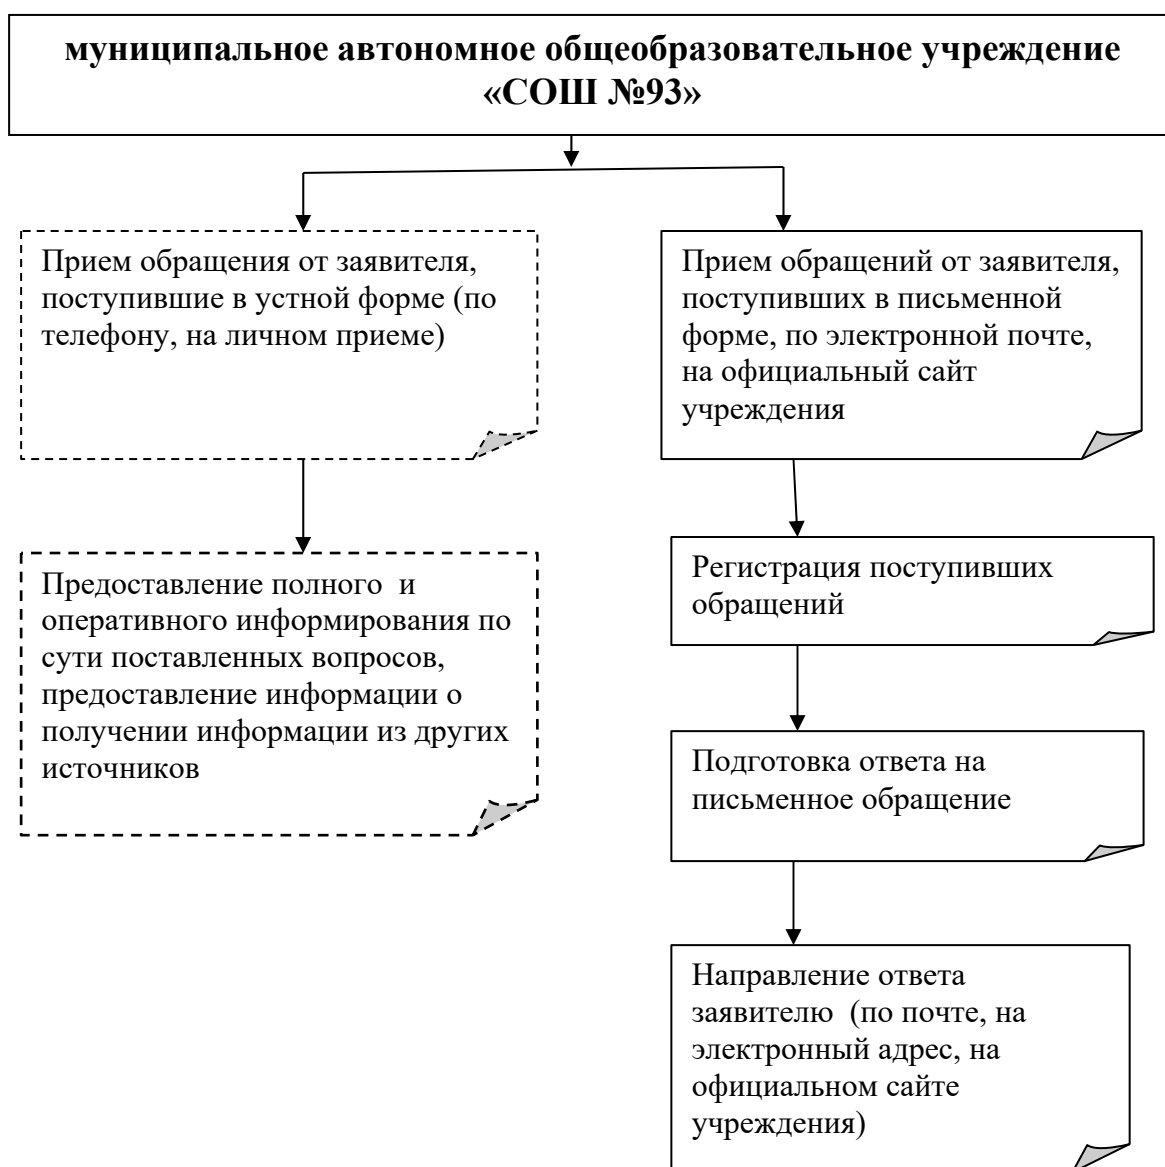 муниципальное автономное общеобразовательное учреждение
«СОШ №93»
Прием обращения от заявителя,
поступившие в устной форме (по
телефону, на личном приеме)
Прием обращений от заявителя,
поступивших в письменной
форме, по электронной почте,
на официальный сайт
учреждения
Предоставление полного  и
оперативного информирования по
сути поставленных вопросов,
предоставление информации о
получении информации из других
источников
Регистрация поступивших
обращений
Подготовка ответа на
письменное обращение
Направление ответа
заявителю  (по почте, на
электронный адрес, на
официальном сайте
учреждения)